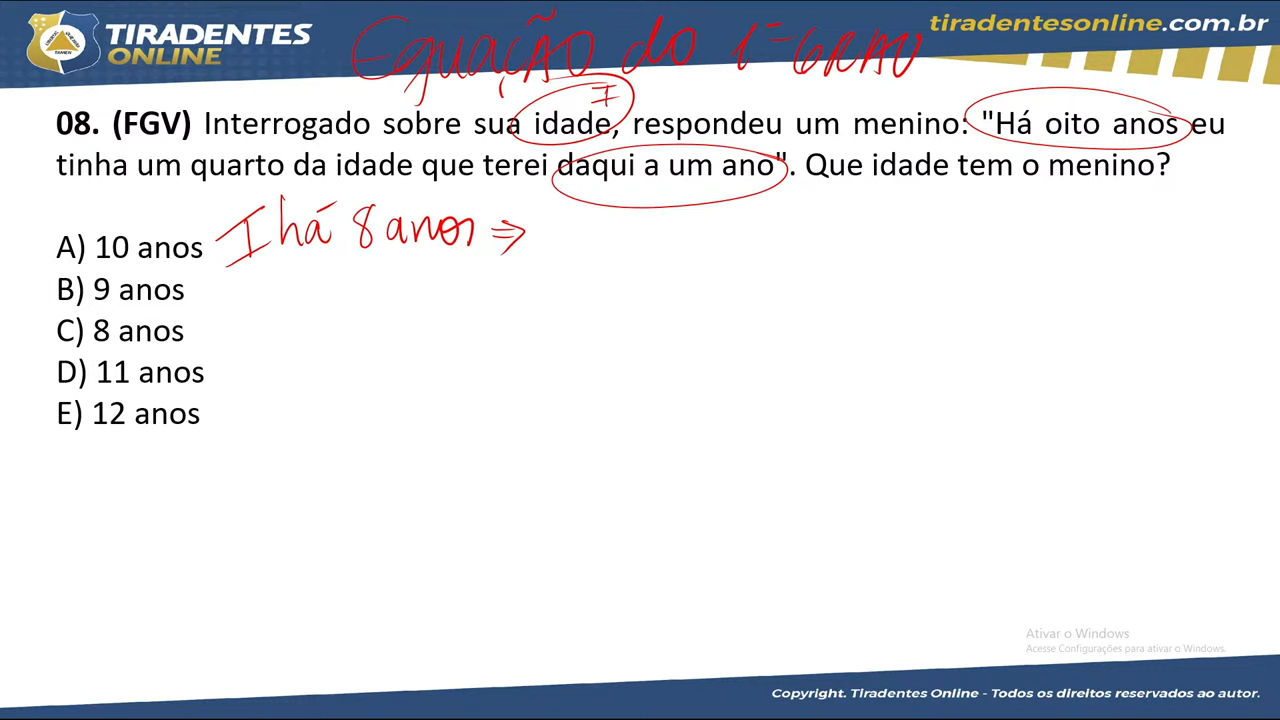 TIRADENTES
ONLINE
tiradentesonline.com.br
Equação do 1º GRAU
I
08. (FGV) Interrogado sobre sua idade, respondeu um menino: "Há oito anos eu
tinha um quarto da idade que terei daqui a um ano". Que idade tem o menino?
I há 8 anos ⇒
A) 10 anos
B) 9 anos
C) 8 anos
D) 11 anos
E) 12 anos
Ativar o Windows
Acesse Configurações para ativar o Windows.
Copyright. Tiradentes Online - Todos os direitos reservados ao autor.